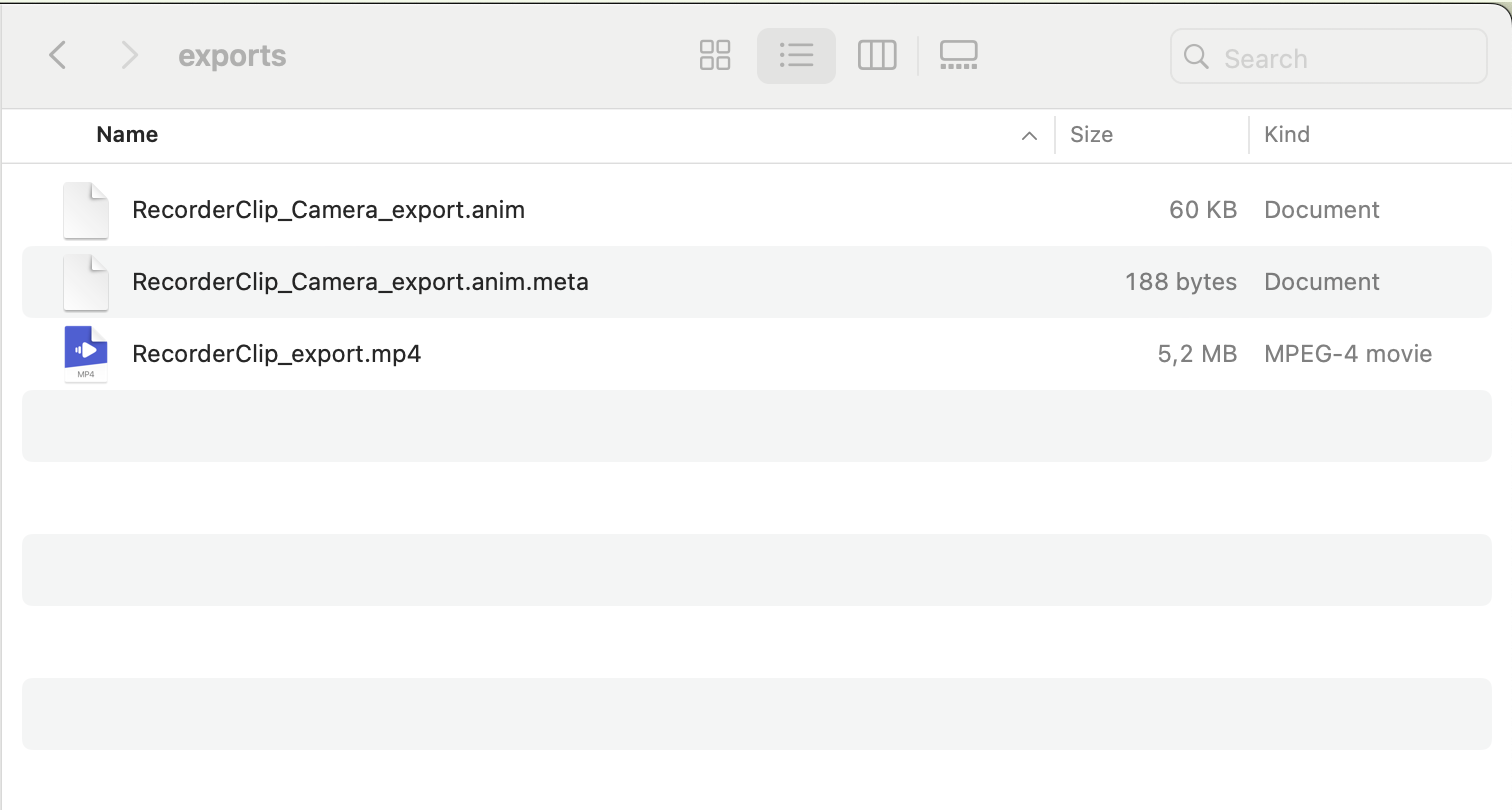 exports
Search
Name Size Kind
RecorderClip_Camera_export.anim 60 KB Document
RecorderClip_Camera_export.anim.meta 188 bytes Document
RecorderClip_export.mp4 5,2 MB MPEG-4 movie
MP4